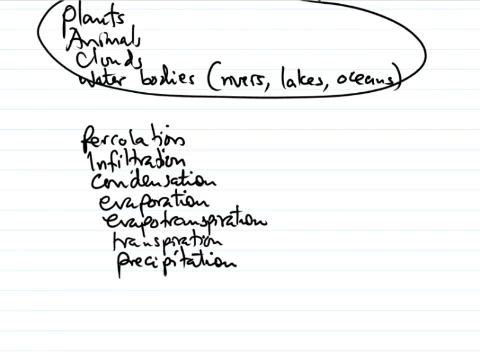 plants
Animals
Clouds
Water bodies (rivers, lakes, oceans)
Percolation
Infiltration
Condensation
evaporation
evapotranspiration
transpiration
precipitation